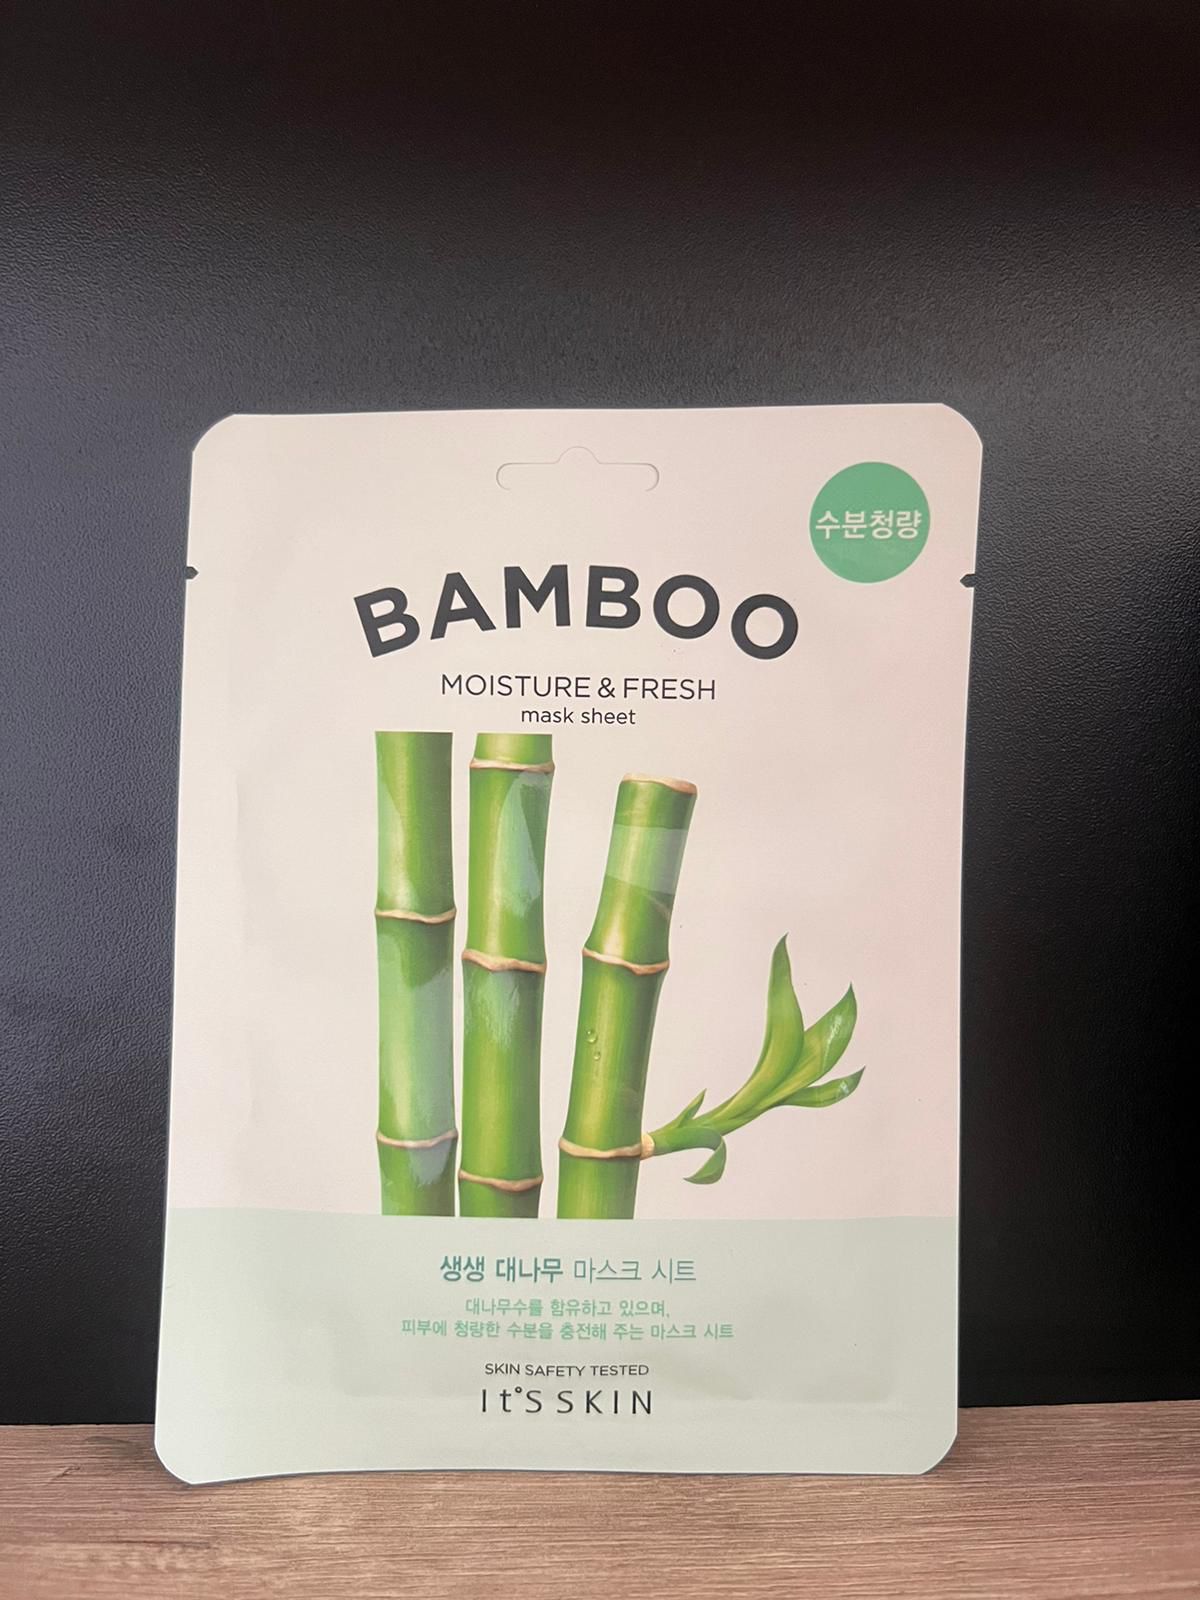 수분청량
BAMBOO
MOISTURE & FRESH
mask sheet
생생 대나무 마스크 시트
대나무수를 함유하고 있으며,
피부에 청량한 수분을 충전해 주는 마스크 시트
SKIN SAFETY TESTED
It'S SKIN